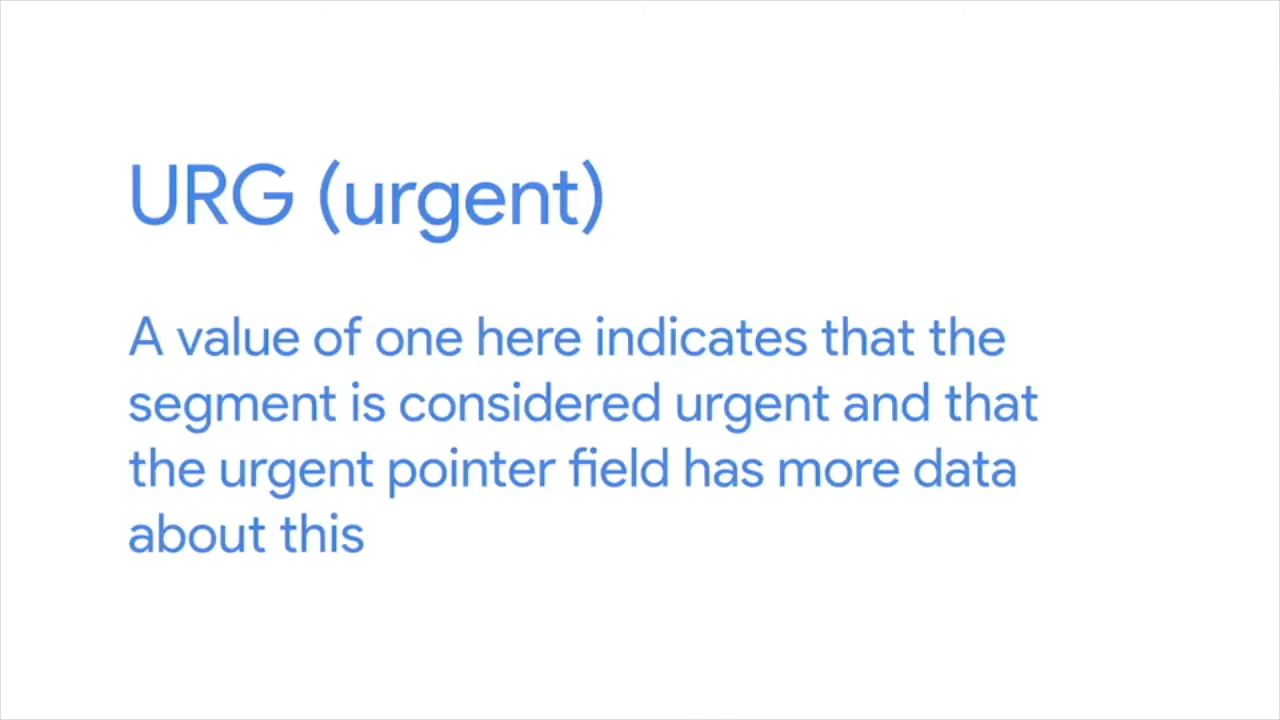 URG (urgent)
A value of one here indicates that the
segment is considered urgent and that
the urgent pointer field has more data
about this